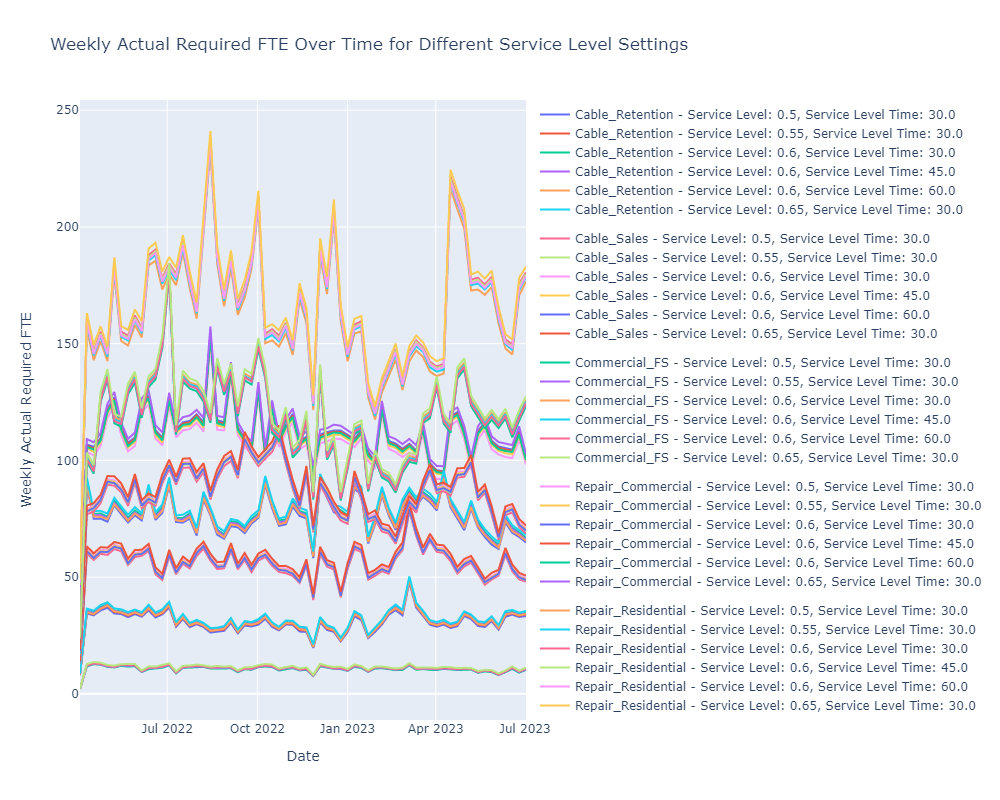 Weekly Actual Required FTE Over Time for Different Service Level Settings
250
200
150
100
50
0
Weekly Actual Required FTE
Jul 2022
Oct 2022
Jan 2023
Apr 2023
Jul 2023
Date
Cable_Retention - Service Level: 0.5, Service Level Time: 30.0
Cable_Retention - Service Level: 0.55, Service Level Time: 30.0
Cable_Retention - Service Level: 0.6, Service Level Time: 30.0
Cable_Retention - Service Level: 0.6, Service Level Time: 45.0
Cable_Retention - Service Level: 0.6, Service Level Time: 60.0
Cable_Retention - Service Level: 0.65, Service Level Time: 30.0
Cable_Sales - Service Level: 0.5, Service Level Time: 30.0
Cable_Sales - Service Level: 0.55, Service Level Time: 30.0
Cable_Sales - Service Level: 0.6, Service Level Time: 30.0
Cable_Sales - Service Level: 0.6, Service Level Time: 45.0
Cable_Sales - Service Level: 0.6, Service Level Time: 60.0
Cable_Sales - Service Level: 0.65, Service Level Time: 30.0
Commercial_FS - Service Level: 0.5, Service Level Time: 30.0
Commercial_FS - Service Level: 0.55, Service Level Time: 30.0
Commercial_FS - Service Level: 0.6, Service Level Time: 30.0
Commercial_FS - Service Level: 0.6, Service Level Time: 45.0
Commercial_FS - Service Level: 0.6, Service Level Time: 60.0
Commercial_FS - Service Level: 0.65, Service Level Time: 30.0
Repair_Commercial - Service Level: 0.5, Service Level Time: 30.0
Repair_Commercial - Service Level: 0.55, Service Level Time: 30.0
Repair_Commercial - Service Level: 0.6, Service Level Time: 30.0
Repair_Commercial - Service Level: 0.6, Service Level Time: 45.0
Repair_Commercial - Service Level: 0.6, Service Level Time: 60.0
Repair_Commercial - Service Level: 0.65, Service Level Time: 30.0
Repair_Residential - Service Level: 0.5, Service Level Time: 30.0
Repair_Residential - Service Level: 0.55, Service Level Time: 30.0
Repair_Residential - Service Level: 0.6, Service Level Time: 30.0
Repair_Residential - Service Level: 0.6, Service Level Time: 45.0
Repair_Residential - Service Level: 0.6, Service Level Time: 60.0
Repair_Residential - Service Level: 0.65, Service Level Time: 30.0